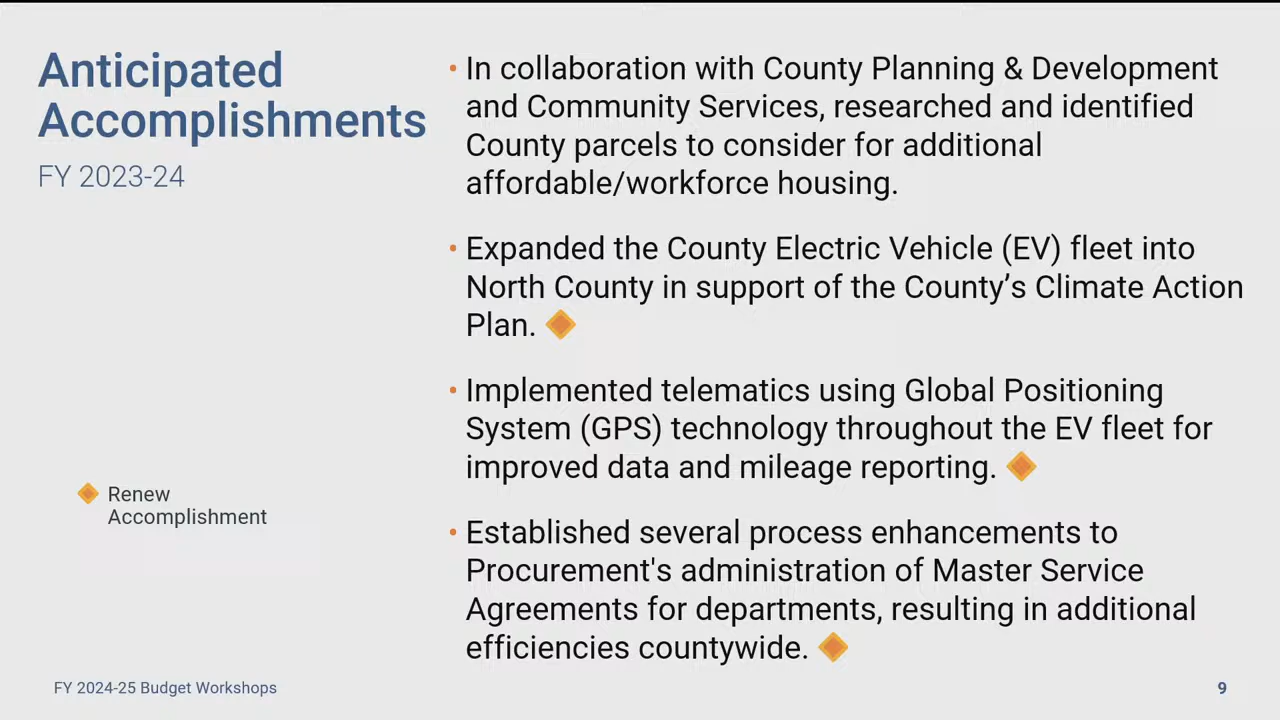 Anticipated
Accomplishments
FY 2023-24
• In collaboration with County Planning & Development
and Community Services, researched and identified
County parcels to consider for additional
affordable/workforce housing.
• Expanded the County Electric Vehicle (EV) fleet into
North County in support of the County’s Climate Action
Plan.
• Implemented telematics using Global Positioning
System (GPS) technology throughout the EV fleet for
improved data and mileage reporting.
• Established several process enhancements to
Procurement's administration of Master Service
Agreements for departments, resulting in additional
efficiencies countywide.
Renew
Accomplishment
FY 2024-25 Budget Workshops
9